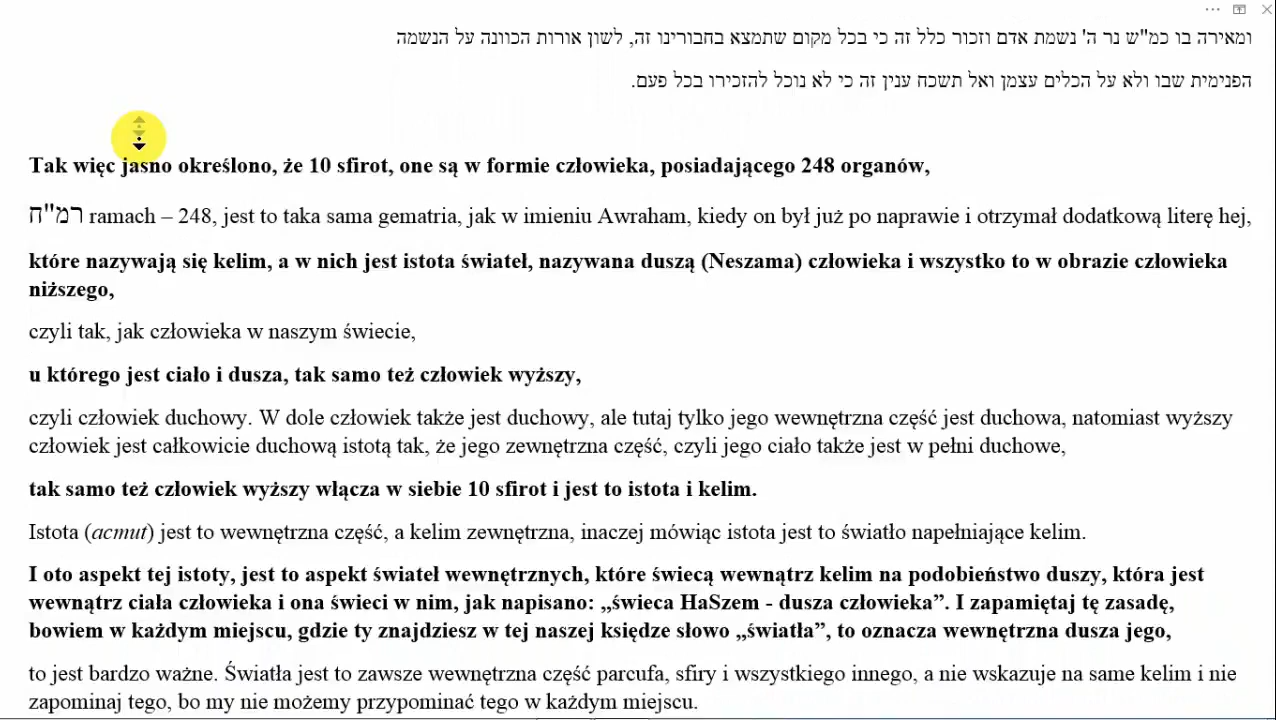 ומאירה בו כמ"ש נר ה' נשמת אדם וזכור כלל זה כי בכל מקום שתמצא בחבורינו זה, לשון אורות הכוונה על הנשמה
הפנימית שבו ולא על הכלים עצמן ואל תשכח ענין זה כי לא נוכל להזכירו בכל פעם.
Tak więc jasno określono, że 10 sfirot, one są w formie człowieka, posiadającego 248 organów,
רמ"ח ramach – 248, jest to taka sama gematria, jak w imieniu Awraham, kiedy on był już po naprawie i otrzymał dodatkową literę hej,
które nazywają się kelim, a w nich jest istota świateł, nazywana duszą (Neszama) człowieka i wszystko to w obrazie człowieka
niższego,
czyli tak, jak człowieka w naszym świecie,
u którego jest ciało i dusza, tak samo też człowiek wyższy,
czyli człowiek duchowy. W dole człowiek także jest duchowy, ale tutaj tylko jego wewnętrzna część jest duchowa, natomiast wyższy
człowiek jest całkowicie duchową istotą tak, że jego zewnętrzna część, czyli jego ciało także jest w pełni duchowe,
tak samo też człowiek wyższy włącza w siebie 10 sfirot i jest to istota i kelim.
Istota (acmut) jest to wewnętrzna część, a kelim zewnętrzna, inaczej mówiąc istota jest to światło napełniające kelim.
I oto aspekt tej istoty, jest to aspekt świateł wewnętrznych, które świecą wewnątrz kelim na podobieństwo duszy, która jest
wewnątrz ciała człowieka i ona świeci w nim, jak napisano: „świeca HaSzem - dusza człowieka”. I zapamiętaj tę zasadę,
bowiem w każdym miejscu, gdzie ty znajdziesz w tej naszej księdze słowo „światła”, to oznacza wewnętrzna dusza jego,
to jest bardzo ważne. Światła jest to zawsze wewnętrzna część parcufa, sfiry i wszystkiego innego, a nie wskazuje na same kelim i nie
zapominaj tego, bo my nie możemy przypominać tego w każdym miejscu.